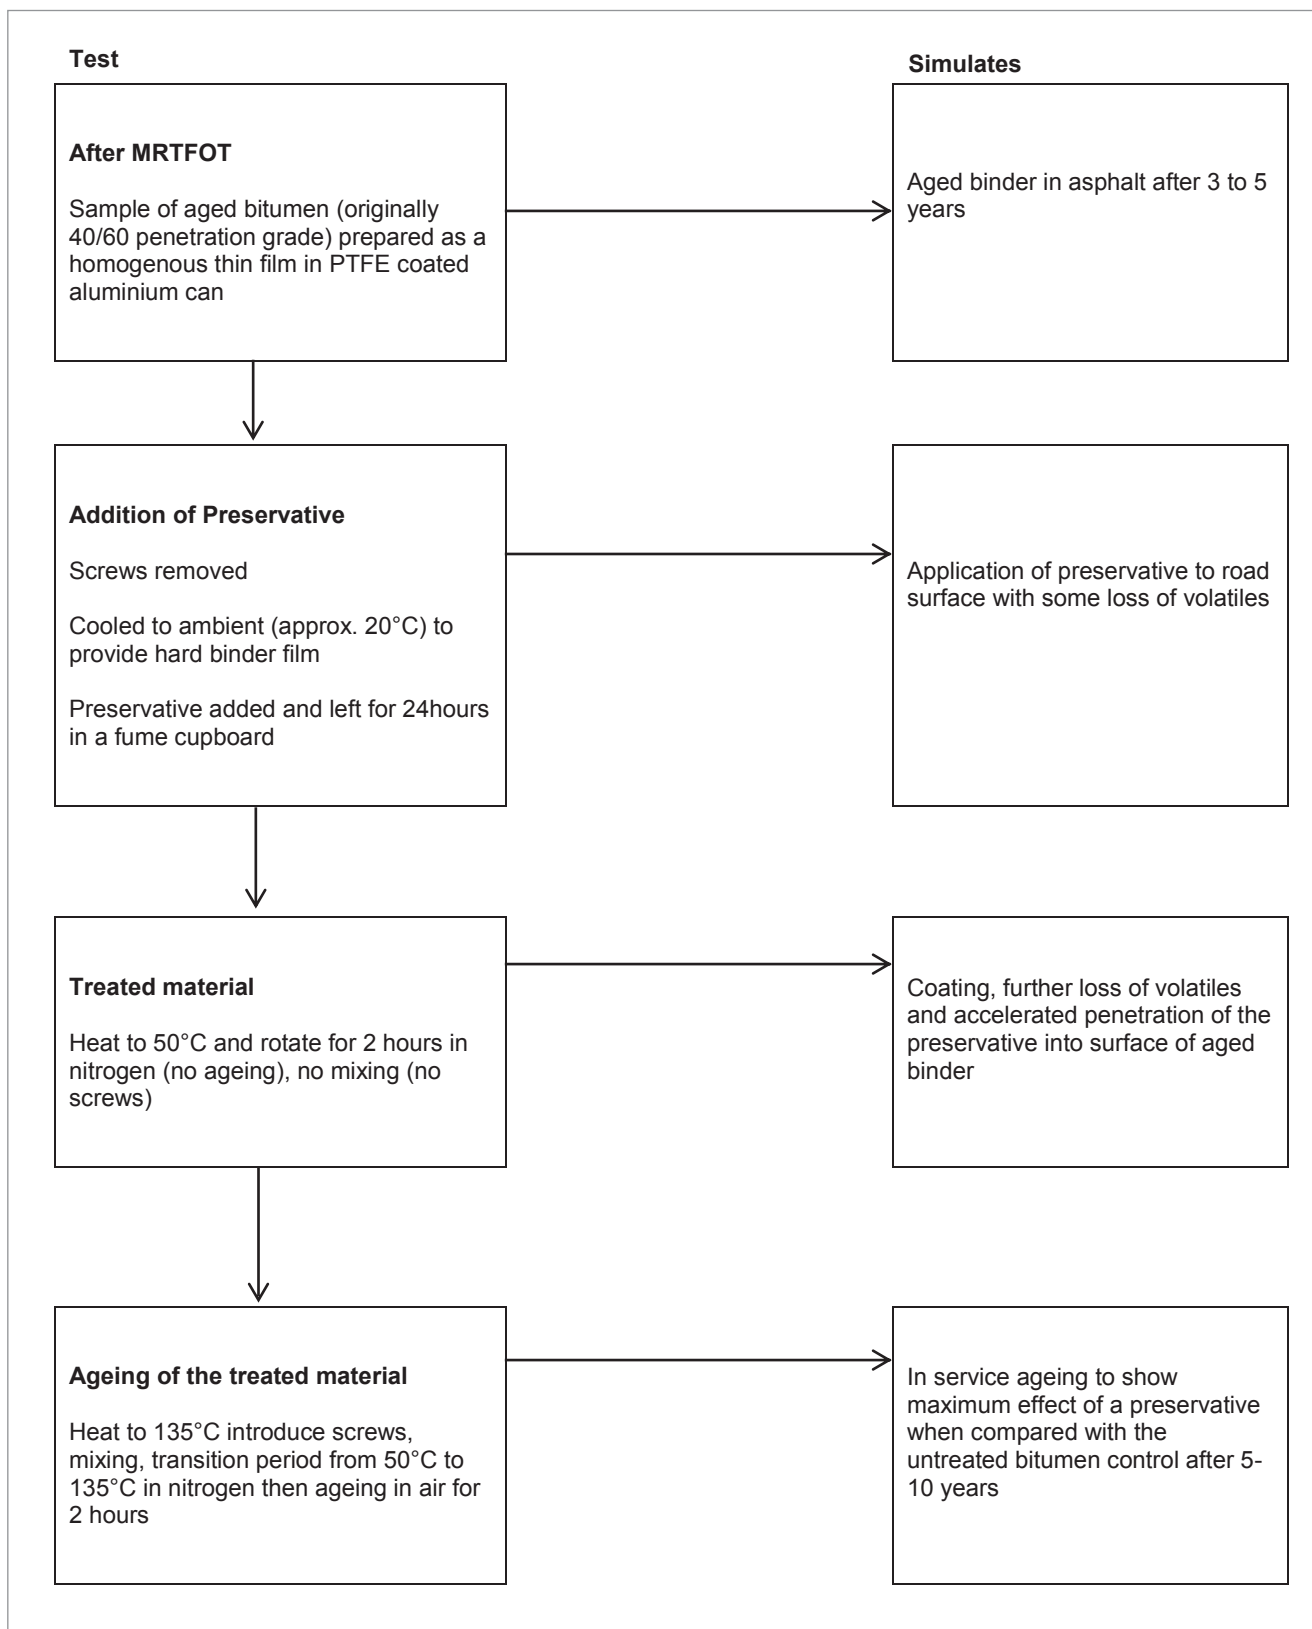 Test
Simulates
After MRTFOT
Sample of aged bitumen (originally
40/60 penetration grade) prepared as a
homogenous thin film in PTFE coated
aluminium can
Aged binder in asphalt after 3 to 5
years
Addition of Preservative
Screws removed
Cooled to ambient (approx. 20°C) to
provide hard binder film
Preservative added and left for 24hours
in a fume cupboard
Application of preservative to road
surface with some loss of volatiles
Treated material
Heat to 50°C and rotate for 2 hours in
nitrogen (no ageing), no mixing (no
screws)
Coating, further loss of volatiles
and accelerated penetration of the
preservative into surface of aged
binder
Ageing of the treated material
Heat to 135°C introduce screws,
mixing, transition period from 50°C to
135°C in nitrogen then ageing in air for
2 hours
In service ageing to show
maximum effect of a preservative
when compared with the
untreated bitumen control after 5-
10 years